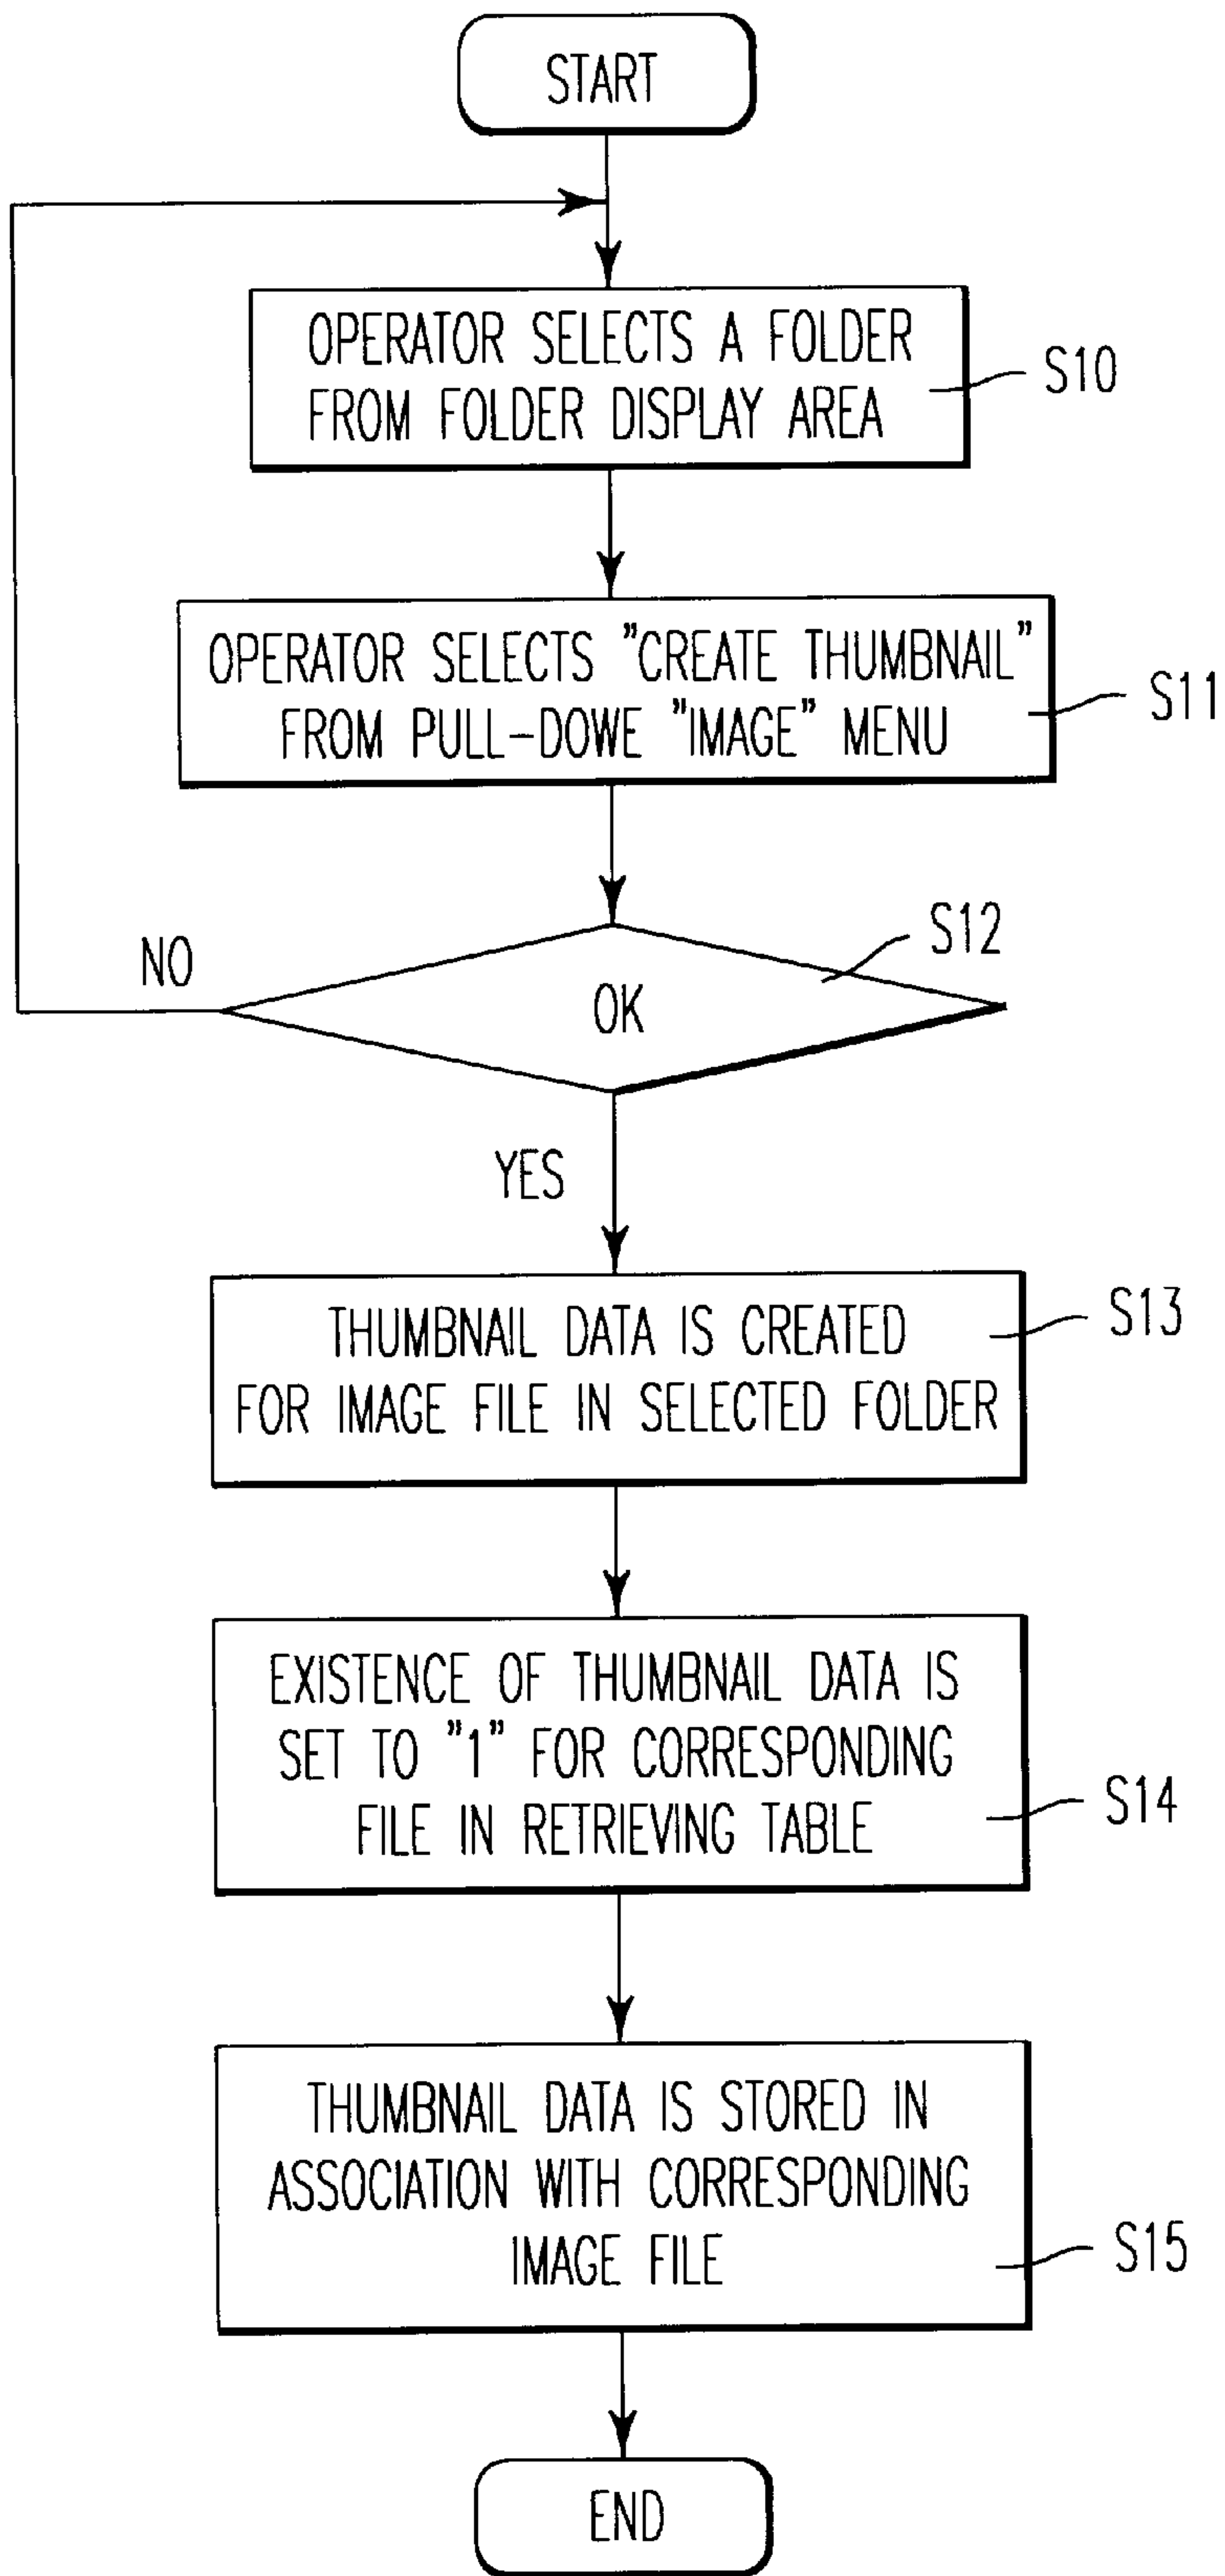 START
OPERATOR SELECTS A FOLDER
FROM FOLDER DISPLAY AREA
S10
OPERATOR SELECTS "CREATE THUMBNAIL"
FROM PULL-DOWE "IMAGE" MENU
S11
S12
NO
OK
YES
THUMBNAIL DATA IS CREATED
FOR IMAGE FILE IN SELECTED FOLDER
S13
EXISTENCE OF THUMBNAIL DATA IS
SET TO "1" FOR CORRESPONDING
FILE IN RETRIEVING TABLE
S14
THUMBNAIL DATA IS STORED IN
ASSOCIATION WITH CORRESPONDING
IMAGE FILE
S15
END